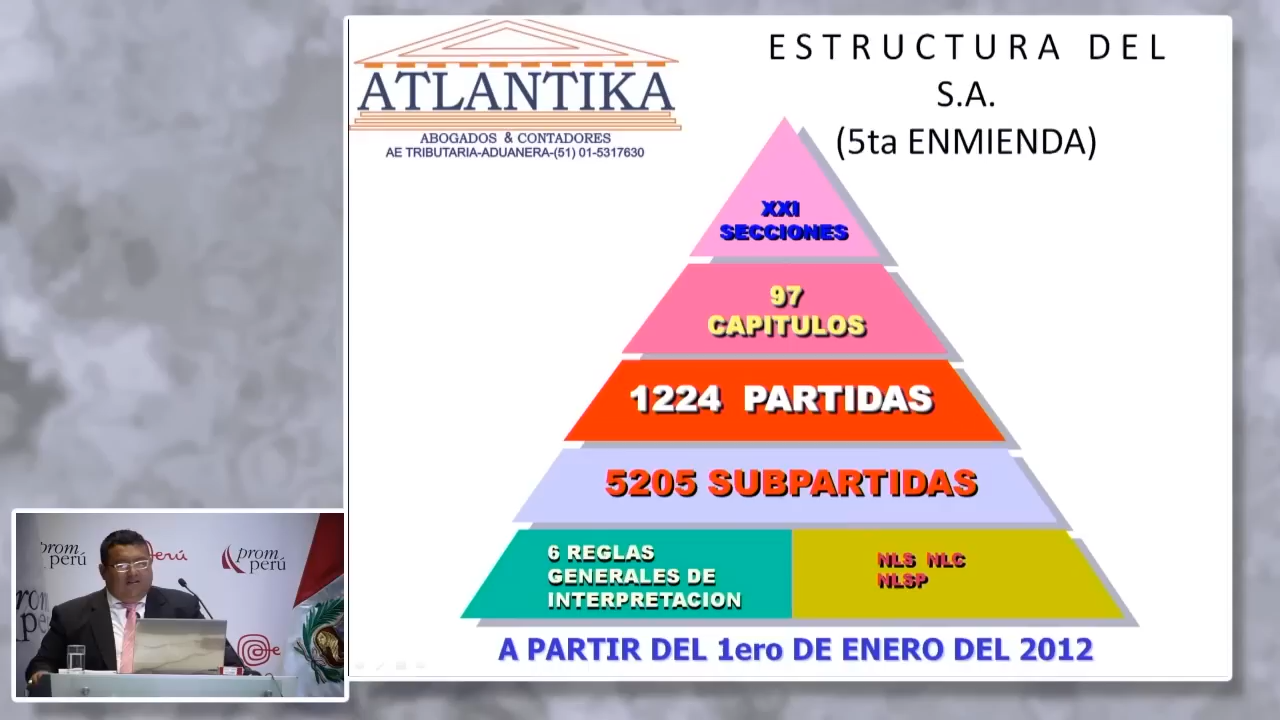 ATLANTIKA
ABOGADOS & CONTADORES
AE TRIBUTARIA-ADUANERA-(51) 01-5317630
ESTRUCTURA DEL
S.A.
(5ta ENMIENDA)
XXI
SECCIONES
97
CAPITULOS
1224 PARTIDAS
5205 SUBPARTIDAS
6 REGLAS
GENERALES DE
INTERPRETACION
NLS NLC
NLSP
A PARTIR DEL 1ero DE ENERO DEL 2012
prom
perú
Perú
prom
perú